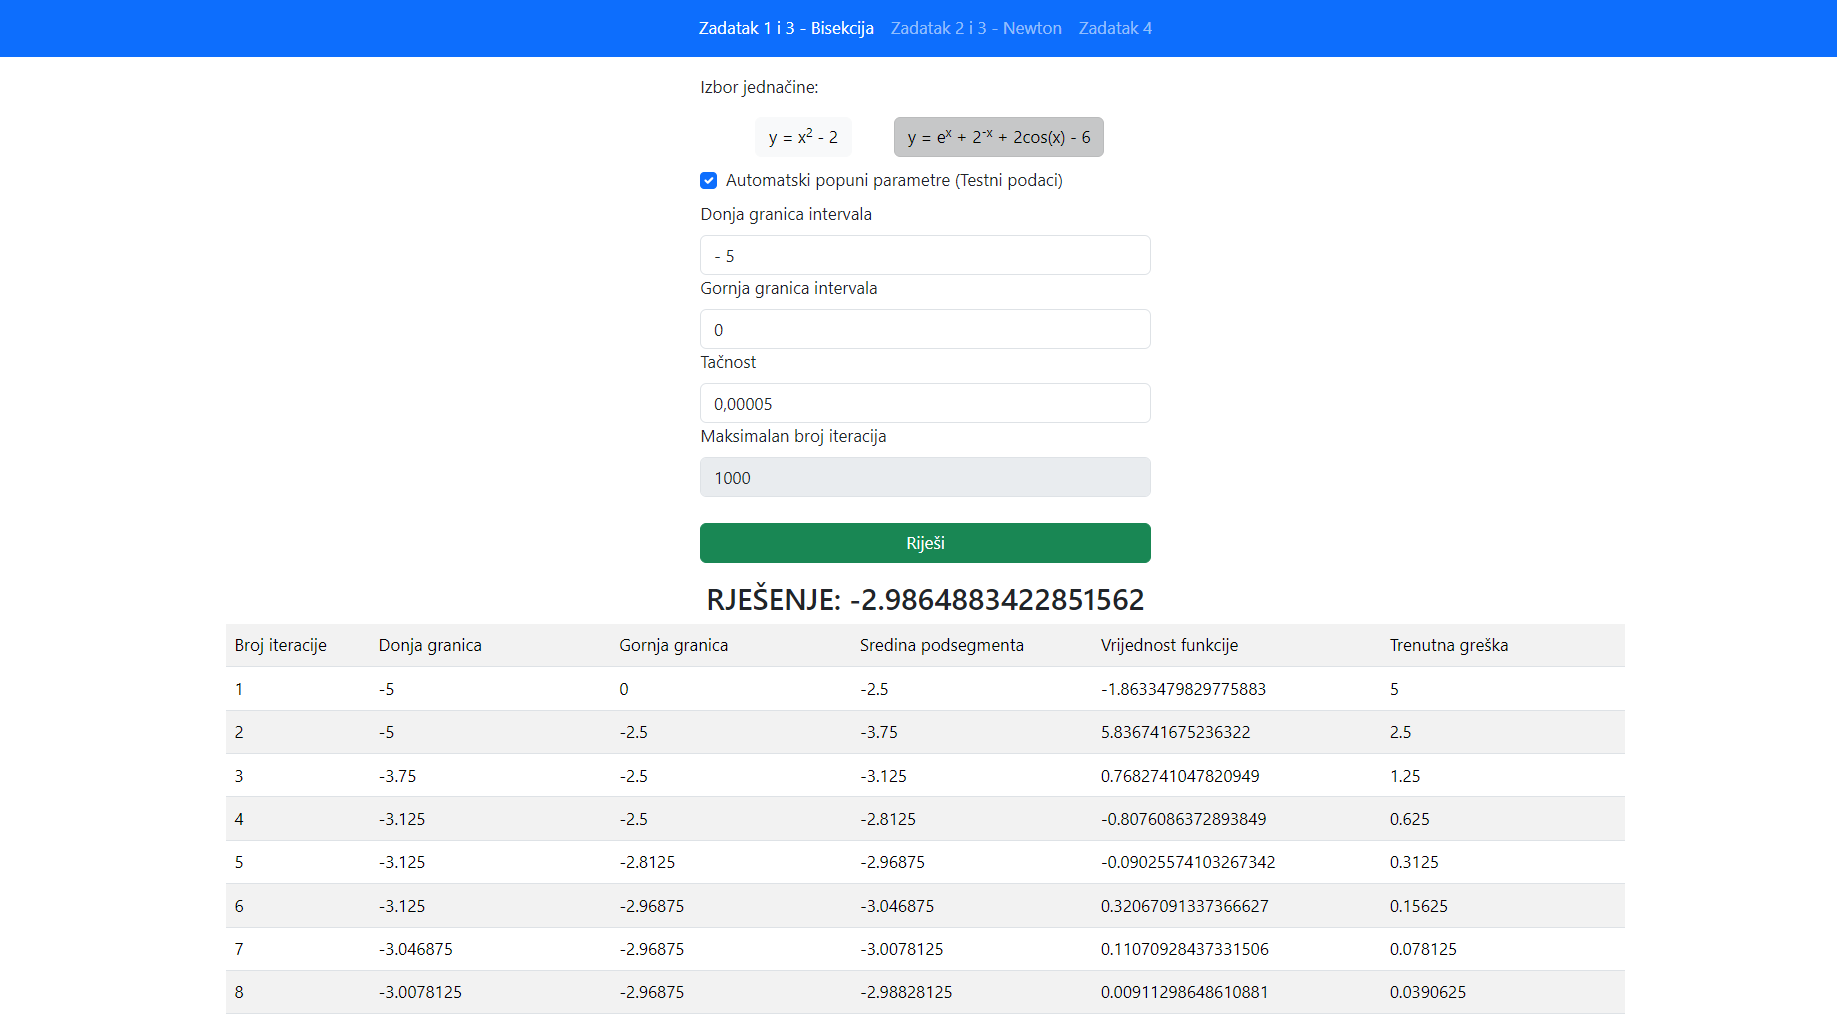 Zadatak 1 i 3 - Bisekcija Zadatak 2 i 3 - Newton Zadatak 4
Izbor jednačine:
y = x² - 2 y = eˣ + 2⁻ˣ + 2cos(x) - 6
Automatski popuni parametre (Testni podaci)
Donja granica intervala
- 5
Gornja granica intervala
0
Tačnost
0,00005
Maksimalan broj iteracija
1000
Riješi
RJEŠENJE: -2.9864883422851562
Broj iteracije Donja granica Gornja granica Sredina podsegmenta Vrijednost funkcije Trenutna greška
1 -5 0 -2.5 -1.8633479829775883 5
2 -5 -2.5 -3.75 5.836741675236322 2.5
3 -3.75 -2.5 -3.125 0.7682741047820949 1.25
4 -3.125 -2.5 -2.8125 -0.8076086372893849 0.625
5 -3.125 -2.8125 -2.96875 -0.09025574103267342 0.3125
6 -3.125 -2.96875 -3.046875 0.32067091337366627 0.15625
7 -3.046875 -2.96875 -3.0078125 0.11070928437331506 0.078125
8 -3.0078125 -2.96875 -2.98828125 0.00911298648610881 0.0390625